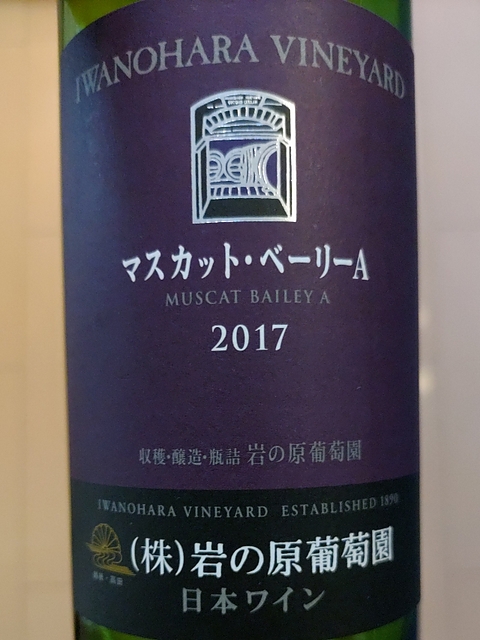 IWANOHARA VINEYARD
マスカット・ベーリーA
MUSCAT BAILEY A
2017
収穫・醸造・瓶詰 岩の原葡萄園
IWANOHARA VINEYARD ESTABLISHED 1890
(株)岩の原葡萄園
日本ワイン